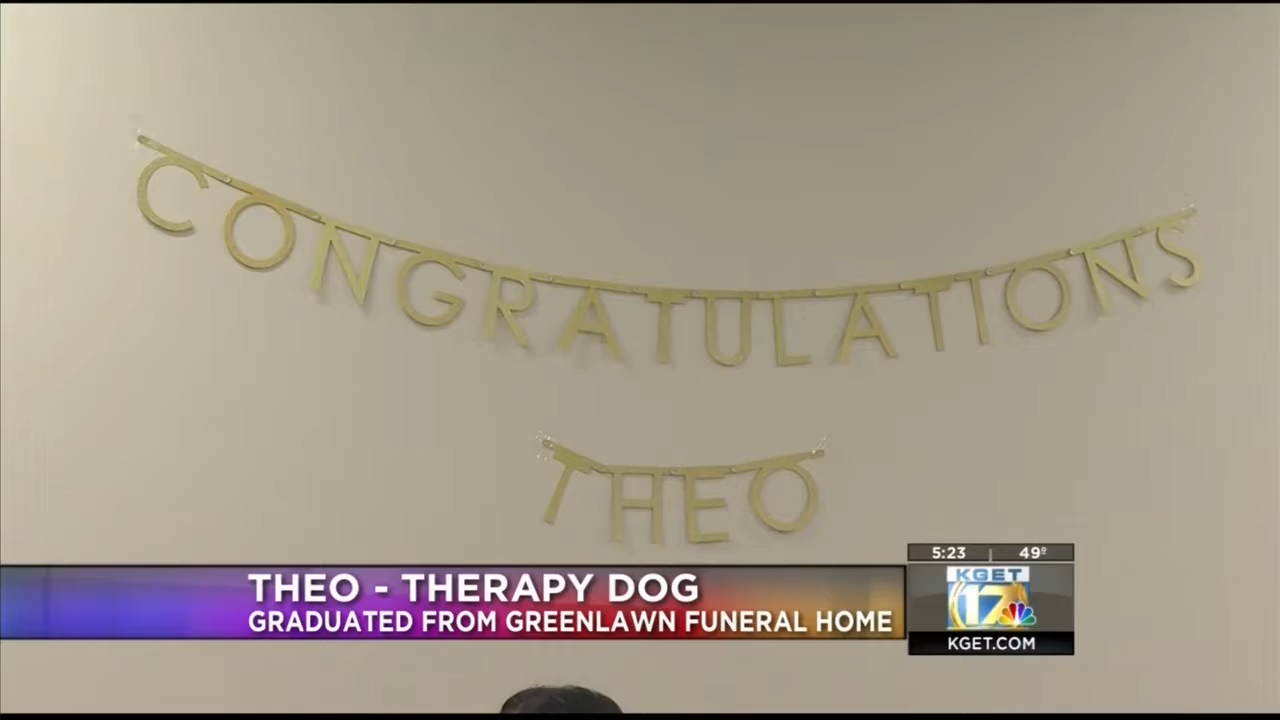 CONGRATULATIONS
THEO
THEO - THERAPY DOG
GRADUATED FROM GREENLAWN FUNERAL HOME
5:23 | 49°
KGET
17
KGET.COM